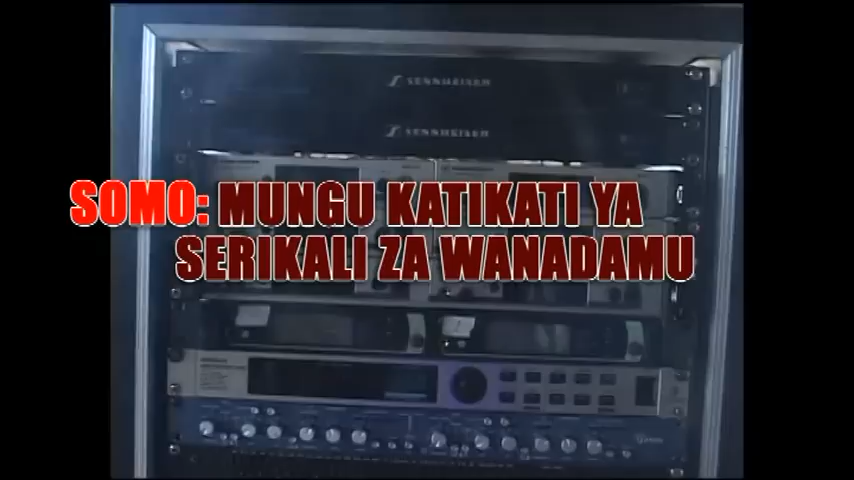 SENNHEISER
SENNHEISER
SOMO: MUNGU KATIKATI YA
SERIKALI ZA WANADAMU